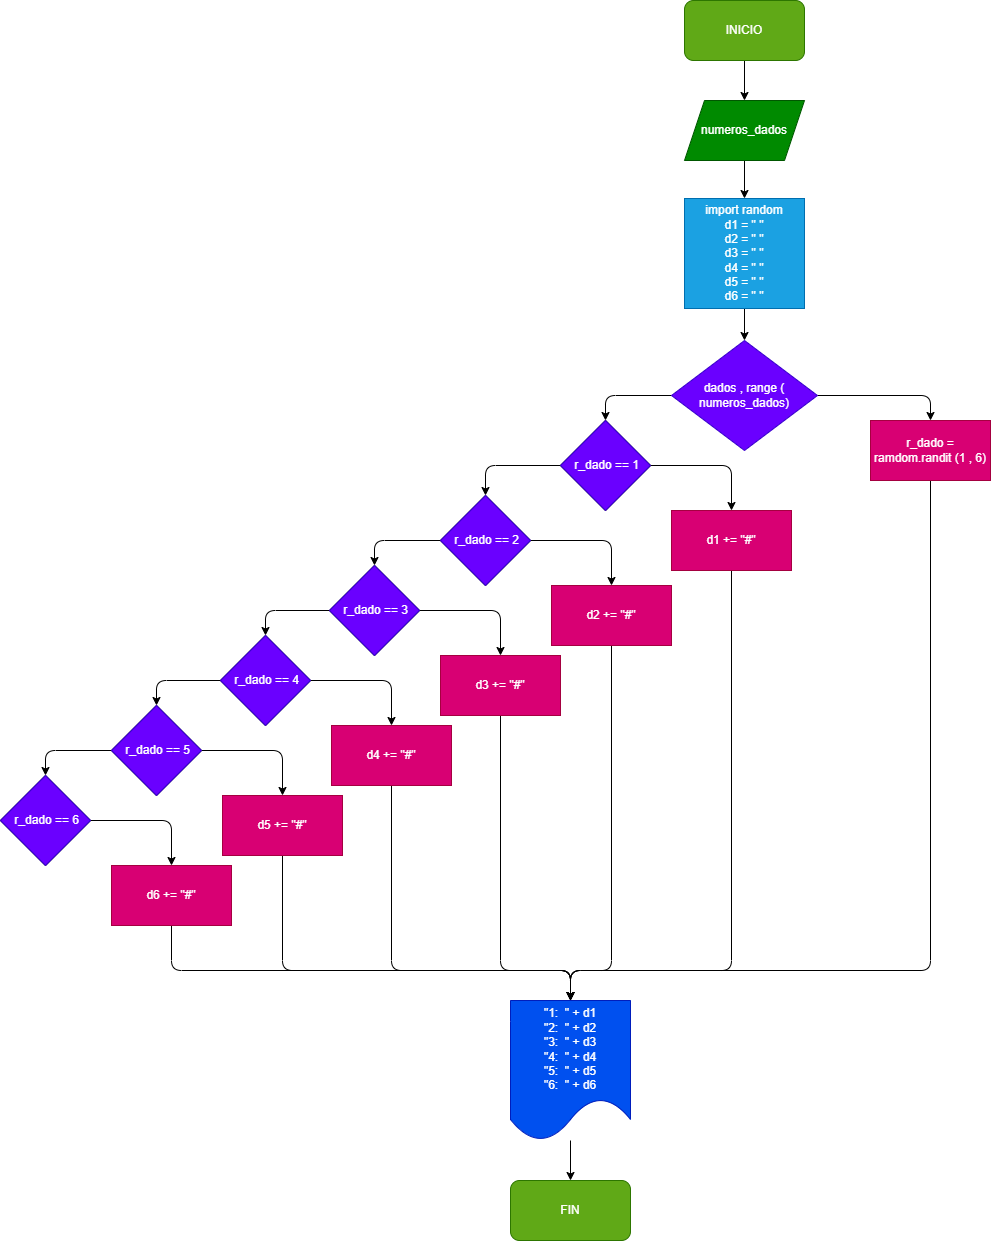 INICIO
numeros_dados
import random
d1 = " "
d2 = " "
d3 = " "
d4 = " "
d5 = " "
d6 = " "
dados , range (
numeros_dados)
r_dado =
ramdom.randit (1 , 6)
r_dado == 1
d1 += "#"
r_dado == 2
d2 += "#"
r_dado == 3
d3 += "#"
r_dado == 4
d4 += "#"
r_dado == 5
d5 += "#"
r_dado == 6
d6 += "#"
"1:  " + d1
"2:  " + d2
"3:  " + d3
"4:  " + d4
"5:  " + d5
"6:  " + d6
FIN